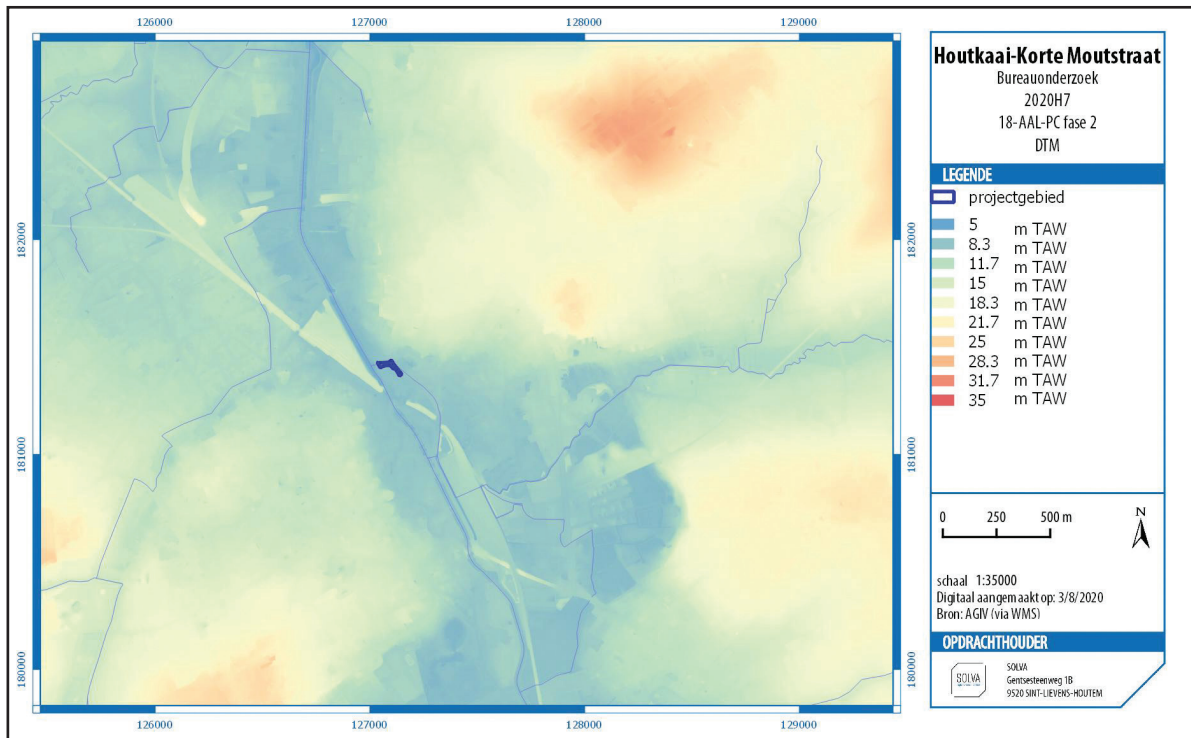 126000 127000 128000 129000
182000 182000
181000 181000
180000 180000
126000 127000 128000 129000
Houtkaai-Korte Moutstraat
Bureauonderzoek
2020H7
18-AAL-PC fase 2
DTM
LEGENDE
projectgebied
5 m TAW
8.3 m TAW
11.7 m TAW
15 m TAW
18.3 m TAW
21.7 m TAW
25 m TAW
28.3 m TAW
31.7 m TAW
35 m TAW
0 250 500 m
N
schaal 1:35000
Digitaal aangemaakt op: 3/8/2020
Bron: AGIV (via WMS)
OPDRACHTHOUDER
SOLVA
SOLVA
Gentsesteenweg 1B
9520 SINT-LIEVENS-HOUTEM